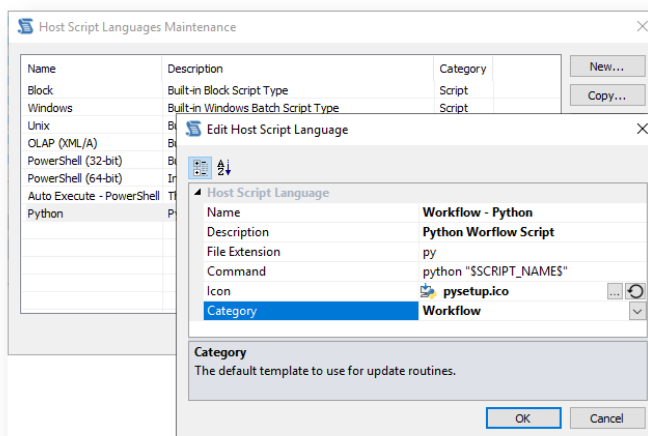 Host Script Languages Maintenance
Name Description Category
Block Built-in Block Script Type Script
Windows Built-in Windows Batch Script Type Script
Unix
OLAP (XML/A)
PowerShell (32-bit)
PowerShell (64-bit)
Auto Execute - PowerShell
Python
New...
Copy...
Edit Host Script Language
Host Script Language
Name Workflow - Python
Description Python Worflow Script
File Extension py
Command python "$SCRIPT_NAME$"
Icon pysetup.ico ...
Category Workflow
Category
The default template to use for update routines.
OK Cancel